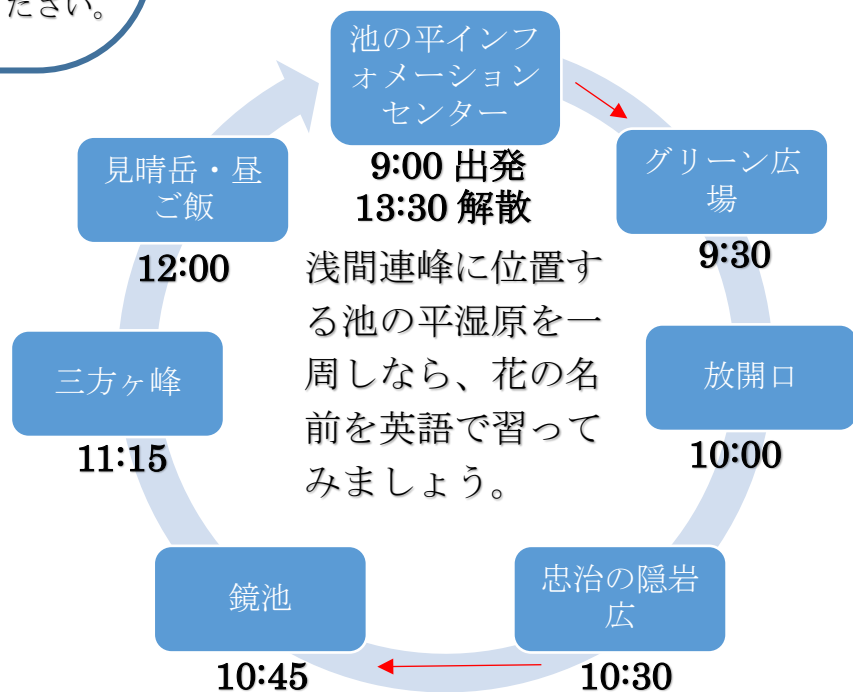 ださい。
池の平インフ
ォメーション
センター
9:00 出発
13:30 解散
グリーン広
場
9:30
放開口
10:00
忠治の隠岩
広
10:30
鏡池
10:45
三方ヶ峰
11:15
見晴岳・昼
ご飯
12:00
浅間連峰に位置す
る池の平湿原を一
周しなら、花の名
前を英語で習って
みましょう。